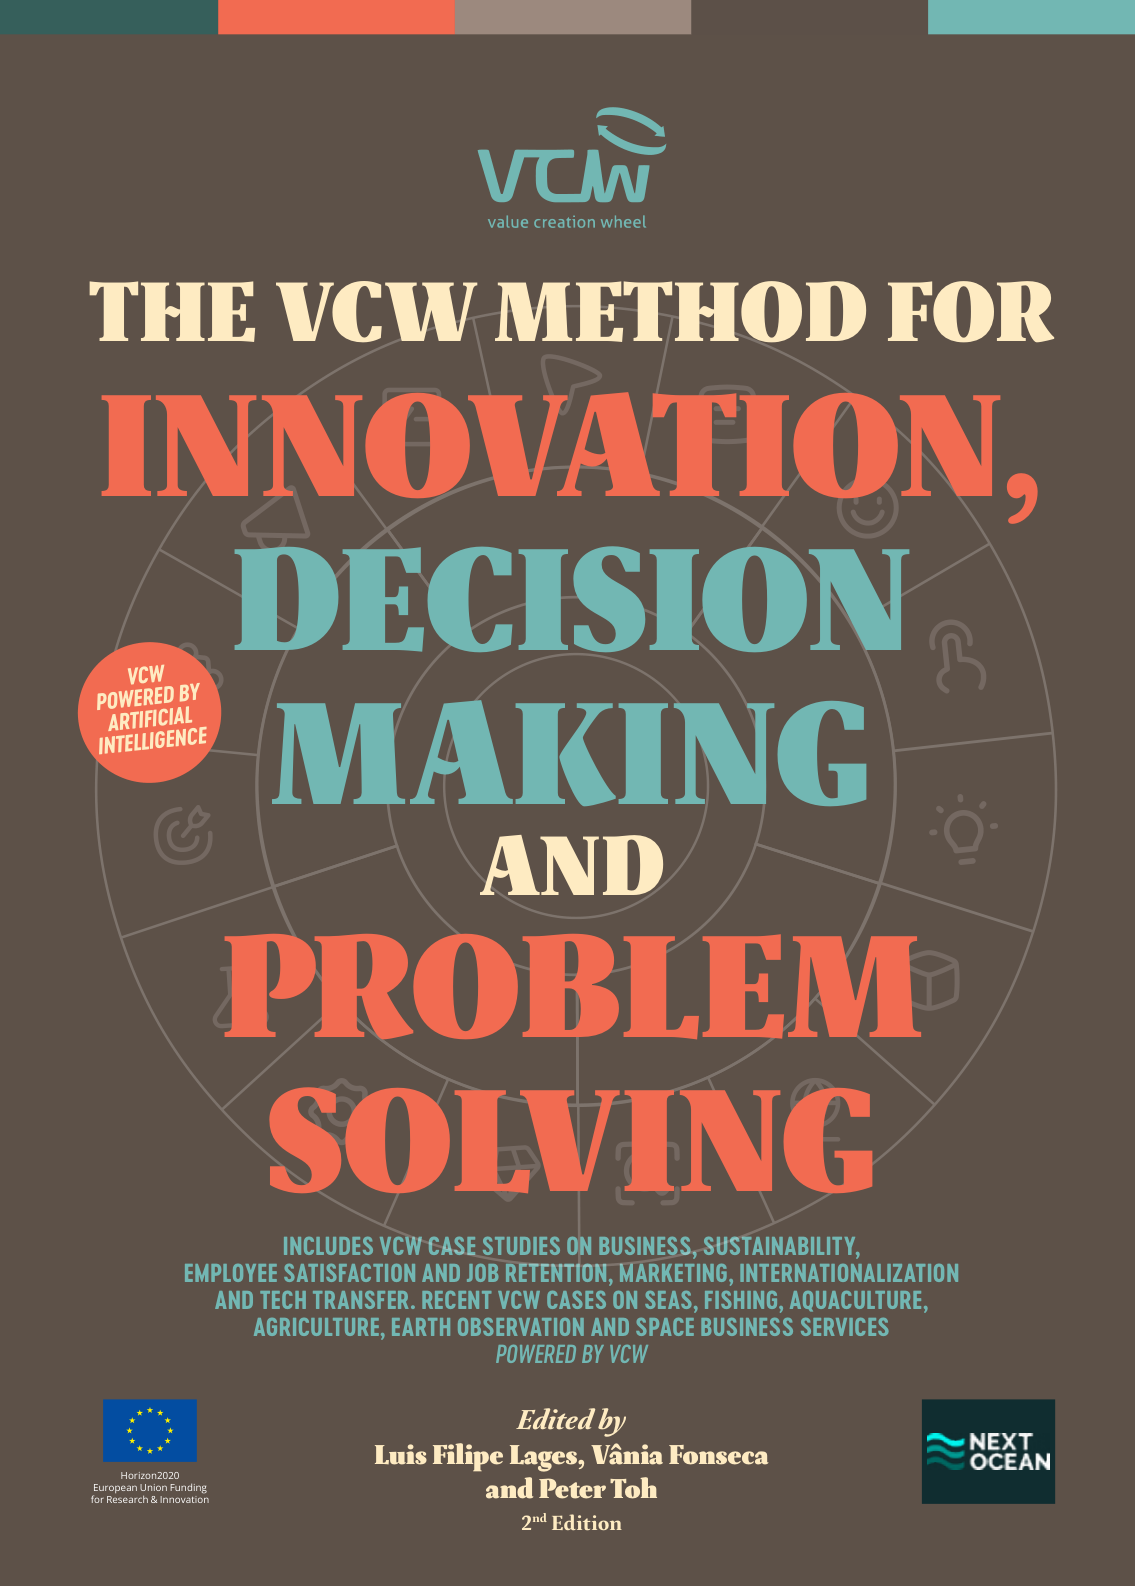 VCW
value creation wheel
THE VCW METHOD FOR
INNOVATION,
DECISION
MAKING
AND
PROBLEM
SOLVING
VCW
POWERED BY
ARTIFICIAL
INTELLIGENCE
INCLUDES VCW CASE STUDIES ON BUSINESS, SUSTAINABILITY,
EMPLOYEE SATISFACTION AND JOB RETENTION, MARKETING, INTERNATIONALIZATION
AND TECH TRANSFER. RECENT VCW CASES ON SEAS, FISHING, AQUACULTURE,
AGRICULTURE, EARTH OBSERVATION AND SPACE BUSINESS SERVICES
POWERED BY VCW
Horizon2020
European Union Funding
for Research & Innovation
Edited by
Luis Filipe Lages, Vânia Fonseca
and Peter Toh
2nd Edition
NEXT
OCEAN